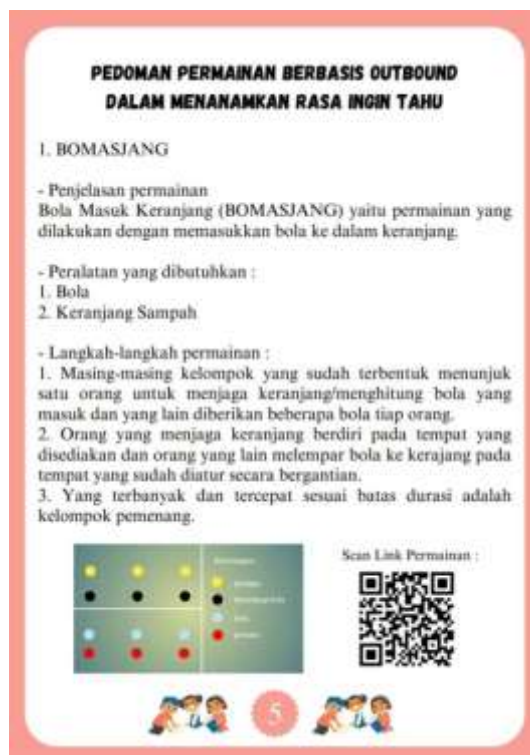 PEDOMAN PERMAINAN BERBASIS OUTBOUND
DALAM MENANAMKAN RASA INGIN TAHU
1. BOMASJANG
- Penjelasan permainan
Bola Masuk Keranjang (BOMASJANG) yaitu permainan yang
dilakukan dengan memasukkan bola ke dalam keranjang.
- Peralatan yang dibutuhkan :
1. Bola
2. Keranjang Sampah
- Langkah-langkah permainan :
1. Masing-masing kelompok yang sudah terbentuk menunjuk
satu orang untuk menjaga keranjang/menghitung bola yang
masuk dan yang lain diberikan beberapa bola tiap orang.
2. Orang yang menjaga keranjang berdiri pada tempat yang
disediakan dan orang yang lain melempar bola ke kerajang pada
tempat yang sudah diatur secara bergantian.
3. Yang terbanyak dan tercepat sesuai batas durasi adalah
kelompok pemenang.
Scan Link Permainan :
5